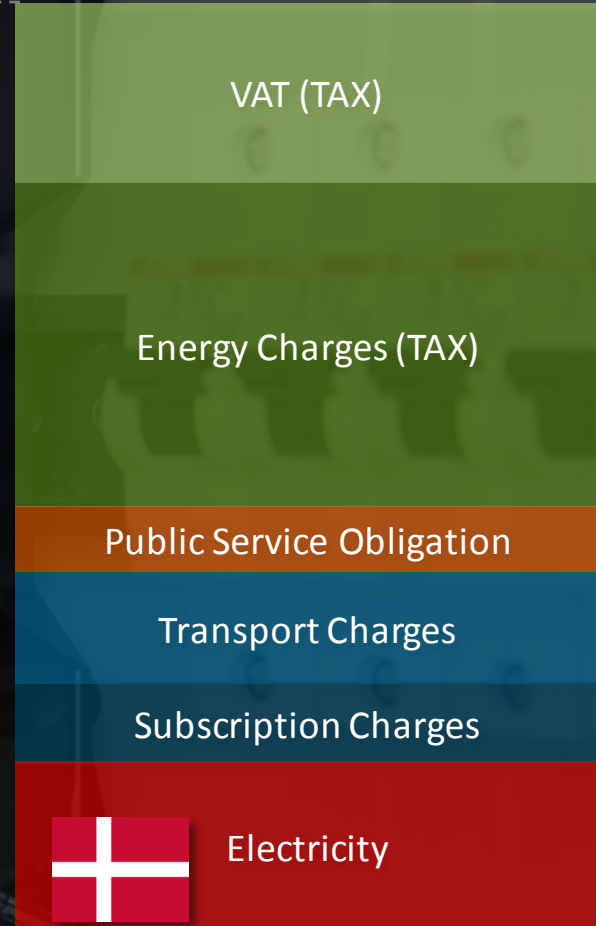 VAT (TAX)
Energy Charges (TAX)
Public Service Obligation
Transport Charges
Subscription Charges
Electricity